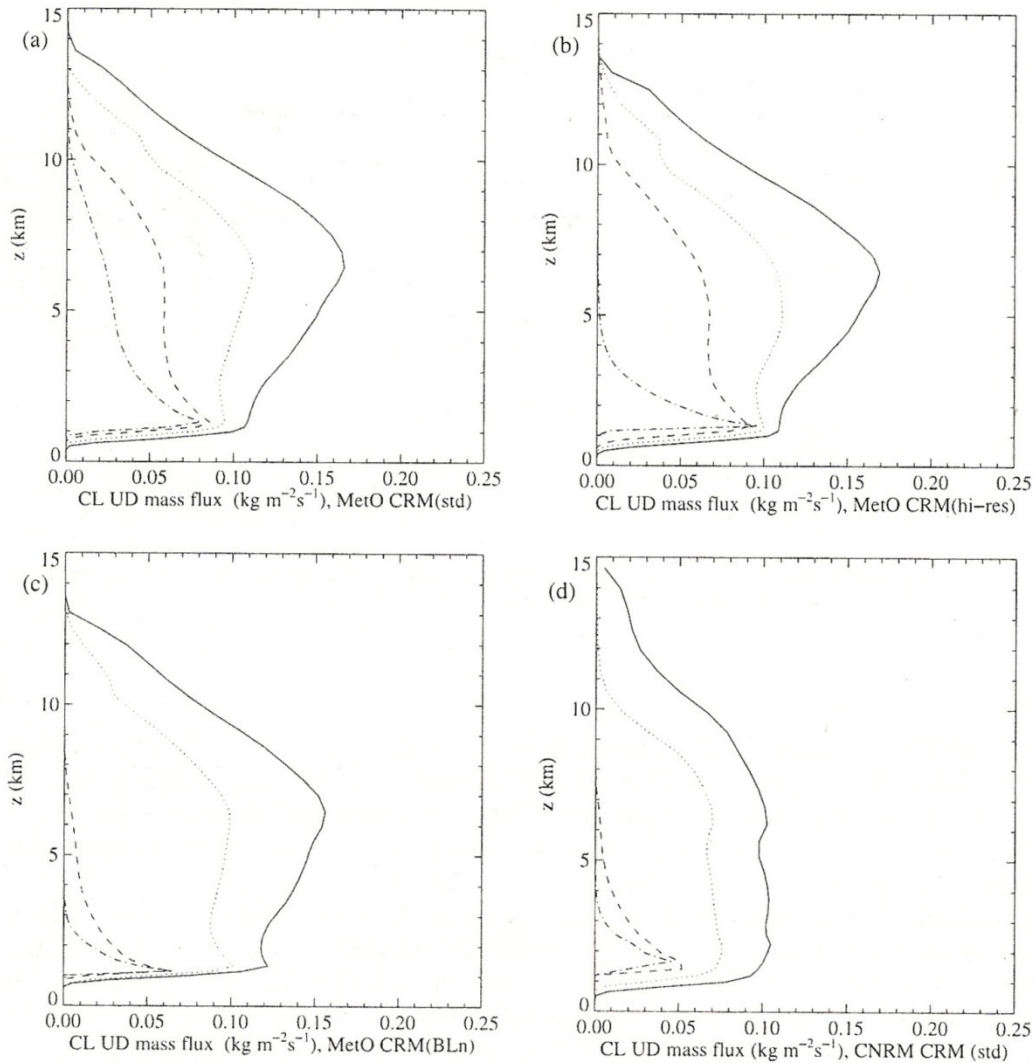 (a)
15
10
5
0
z (km)
0.00 0.05 0.10 0.15 0.20 0.25
CL UD mass flux (kg m−2s−1), MetO CRM(std)
(b)
15
10
5
0
z (km)
0.00 0.05 0.10 0.15 0.20 0.25
CL UD mass flux (kg m−2s−1), MetO CRM(hi−res)
(c)
15
10
5
0
z (km)
0.00 0.05 0.10 0.15 0.20 0.25
CL UD mass flux (kg m−2s−1), MetO CRM(BLn)
(d)
15
10
5
0
z (km)
0.00 0.05 0.10 0.15 0.20 0.25
CL UD mass flux (kg m−2s−1), CNRM CRM (std)